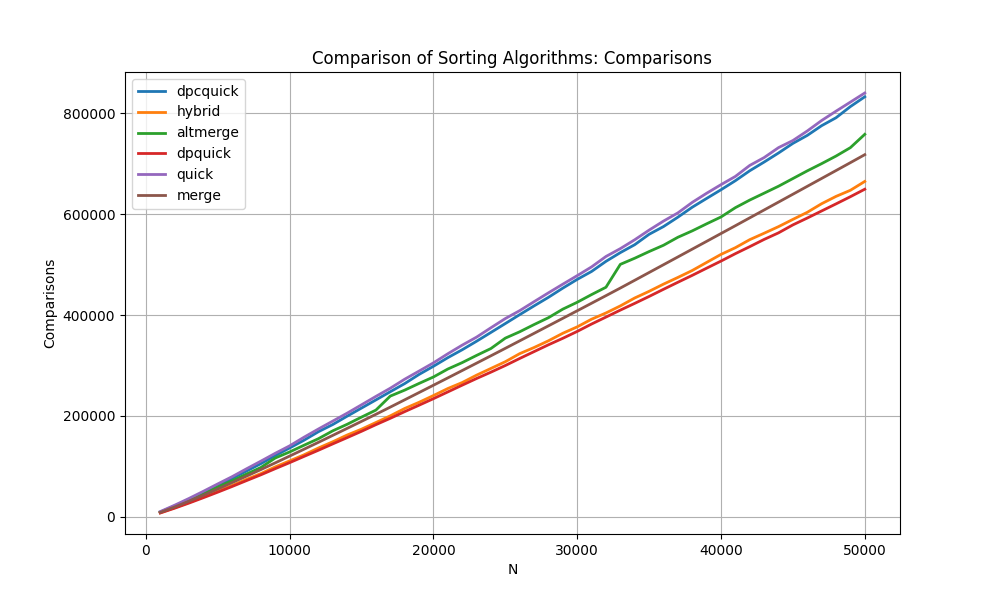 Comparison of Sorting Algorithms: Comparisons
dpcquick
hybrid
altmerge
dpquick
quick
merge
Comparisons
800000
600000
400000
200000
0
0 10000 20000 30000 40000 50000
N